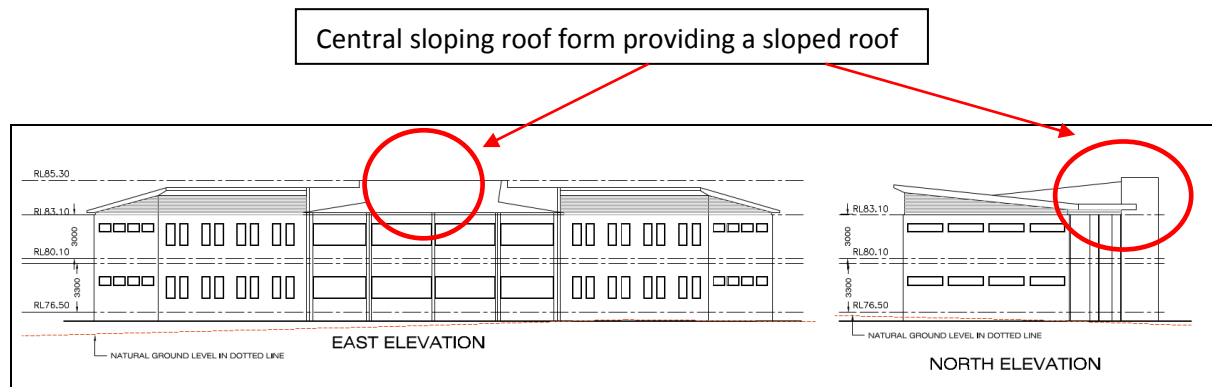 Central sloping roof form providing a sloped roof
RL85.30
RL83.10
3000
RL80.10
3300
RL76.50
NATURAL GROUND LEVEL IN DOTTED LINE
EAST ELEVATION
RL83.10
3000
RL80.10
3300
RL76.50
NATURAL GROUND LEVEL IN DOTTED LINE
NORTH ELEVATION